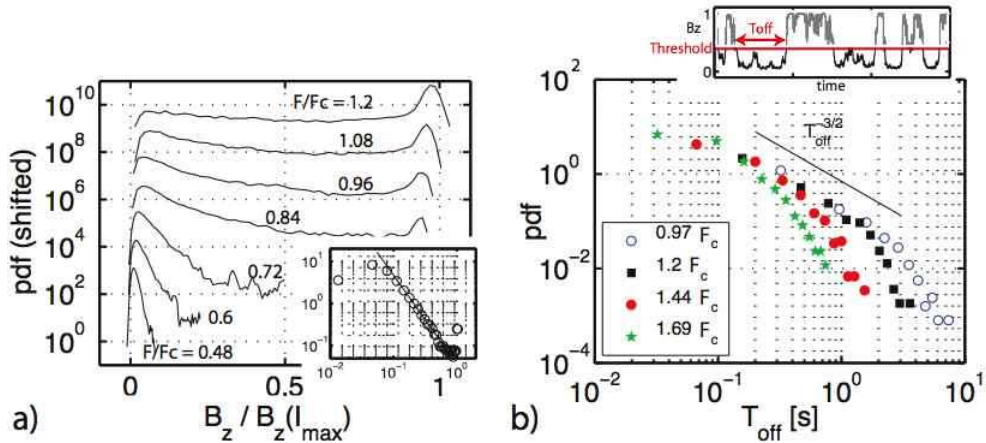 10^10
10^8
10^6
10^4
10^2
10^0
pdf (shifted)
F/Fc = 1.2
1.08
0.96
0.84
0.72
0.6
F/Fc = 0.48
10^1
10^0
10^-1
10^-2
10^-1
10^0
0
0.5
1
B_z / B_z(I_max)
a)
1
Bz
Toff
Threshold
0
time
10^2
10^0
10^-2
10^-4
pdf
T_off^-3/2
0.97 F_c
1.2 F_c
1.44 F_c
1.69 F_c
10^-2
10^-1
10^0
10^1
T_off [s]
b)